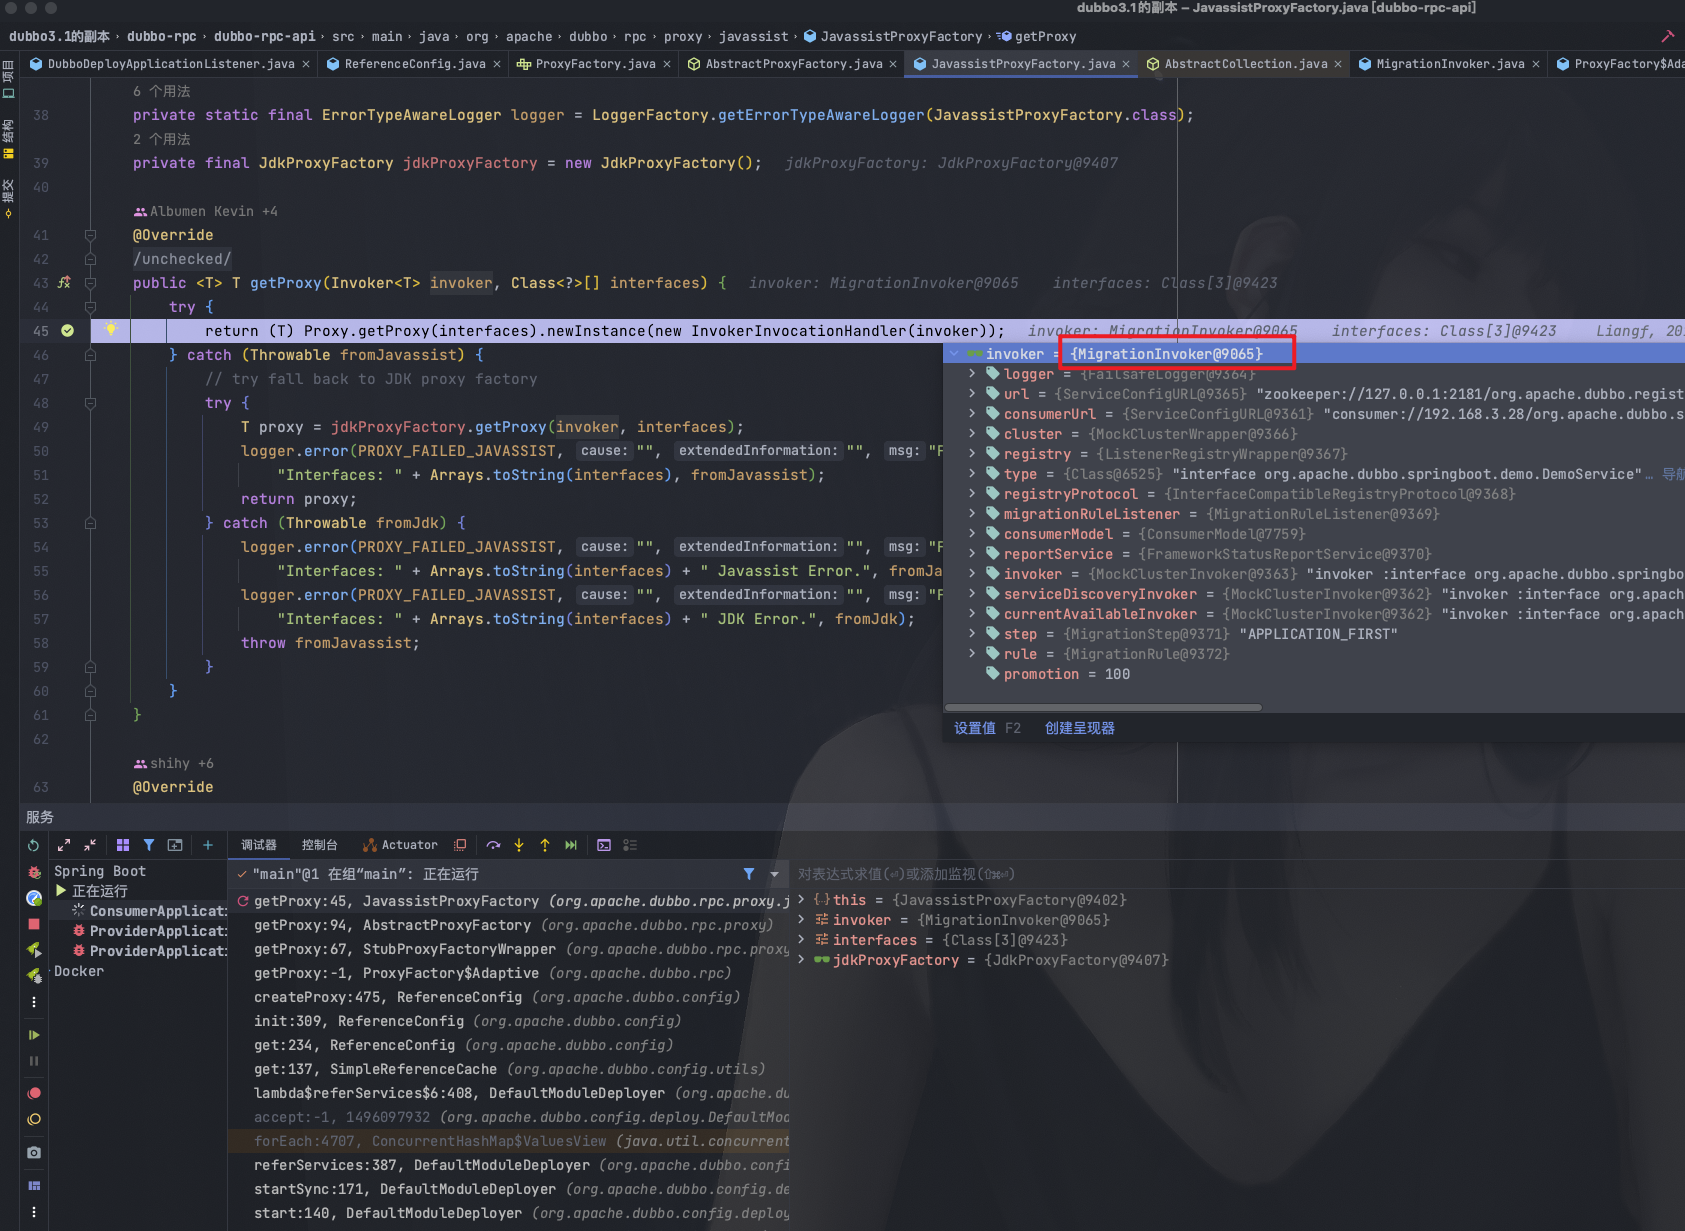 dubbo3.1的副本 – JavassistProxyFactory.java [dubbo-rpc-api]
dubbo3.1的副本 › dubbo-rpc › dubbo-rpc-api › src › main › java › org › apache › dubbo › rpc › proxy › javassist › JavassistProxyFactory › getProxy
DubboDeployApplicationListener.java × ReferenceConfig.java × ProxyFactory.java × AbstractProxyFactory.java × JavassistProxyFactory.java × AbstractCollection.java × MigrationInvoker.java × ProxyFactory$Ada
项目
结构
提交
6 个用法
38 private static final ErrorTypeAwareLogger logger = LoggerFactory.getErrorTypeAwareLogger(JavassistProxyFactory.class);
2 个用法
39 private final JdkProxyFactory jdkProxyFactory = new JdkProxyFactory(); jdkProxyFactory: JdkProxyFactory@9407
40
Albumen Kevin +4
41 @Override
42 /unchecked/
43 public <T> T getProxy(Invoker<T> invoker, Class<?>[] interfaces) { invoker: MigrationInvoker@9065 interfaces: Class[3]@9423
44 try {
45 return (T) Proxy.getProxy(interfaces).newInstance(new InvokerInvocationHandler(invoker)); invoker: MigrationInvoker@9065 interfaces: Class[3]@9423 Liangf, 20
46 } catch (Throwable fromJavassist) {
47 // try fall back to JDK proxy factory
48 try {
49 T proxy = jdkProxyFactory.getProxy(invoker, interfaces);
50 logger.error(PROXY_FAILED_JAVASSIST, cause: "", extendedInformation: "", msg: "F
51 "Interfaces: " + Arrays.toString(interfaces), fromJavassist);
52 return proxy;
53 } catch (Throwable fromJdk) {
54 logger.error(PROXY_FAILED_JAVASSIST, cause: "", extendedInformation: "", msg: "F
55 "Interfaces: " + Arrays.toString(interfaces) + " Javassist Error.", fromJa
56 logger.error(PROXY_FAILED_JAVASSIST, cause: "", extendedInformation: "", msg: "F
57 "Interfaces: " + Arrays.toString(interfaces) + " JDK Error.", fromJdk);
58 throw fromJavassist;
59 }
60 }
61 }
62
shihy +6
63 @Override
invoker = {MigrationInvoker@9065}
logger = {FailsafeLogger@9364}
url = {ServiceConfigURL@9365} "zookeeper://127.0.0.1:2181/org.apache.dubbo.regist
consumerUrl = {ServiceConfigURL@9361} "consumer://192.168.3.28/org.apache.dubbo.s
cluster = {MockClusterWrapper@9366}
registry = {ListenerRegistryWrapper@9367}
type = {Class@6525} "interface org.apache.dubbo.springboot.demo.DemoService"… 导航
registryProtocol = {InterfaceCompatibleRegistryProtocol@9368}
migrationRuleListener = {MigrationRuleListener@9369}
consumerModel = {ConsumerModel@7759}
reportService = {FrameworkStatusReportService@9370}
invoker = {MockClusterInvoker@9363} "invoker :interface org.apache.dubbo.springbo
serviceDiscoveryInvoker = {MockClusterInvoker@9362} "invoker :interface org.apach
currentAvailableInvoker = {MockClusterInvoker@9362} "invoker :interface org.apach
step = {MigrationStep@9371} "APPLICATION_FIRST"
rule = {MigrationRule@9372}
promotion = 100
设置值 F2 创建呈现器
服务
调试器 控制台 Actuator
Spring Boot
正在运行
ConsumerApplicati
ProviderApplicati
ProviderApplicati
Docker
"main"@1 在组“main”: 正在运行
getProxy:45, JavassistProxyFactory (org.apache.dubbo.rpc.proxy.j
getProxy:94, AbstractProxyFactory (org.apache.dubbo.rpc.proxy)
getProxy:67, StubProxyFactoryWrapper (org.apache.dubbo.rpc.proxy
getProxy:-1, ProxyFactory$Adaptive (org.apache.dubbo.rpc)
createProxy:475, ReferenceConfig (org.apache.dubbo.config)
init:309, ReferenceConfig (org.apache.dubbo.config)
get:234, ReferenceConfig (org.apache.dubbo.config)
get:137, SimpleReferenceCache (org.apache.dubbo.config.utils)
lambda$referServices$6:408, DefaultModuleDeployer (org.apache.du
accept:-1, 1496097932 (org.apache.dubbo.config.deploy.DefaultMod
forEach:4707, ConcurrentHashMap$ValuesView (java.util.concurrent
referServices:387, DefaultModuleDeployer (org.apache.dubbo.confi
startSync:171, DefaultModuleDeployer (org.apache.dubbo.config.de
start:140, DefaultModuleDeployer (org.apache.dubbo.config.deploy
对表达式求值(⏎)或添加监视(⇧⌘⏎)
this = {JavassistProxyFactory@9402}
invoker = {MigrationInvoker@9065}
interfaces = {Class[3]@9423}
jdkProxyFactory = {JdkProxyFactory@9407}